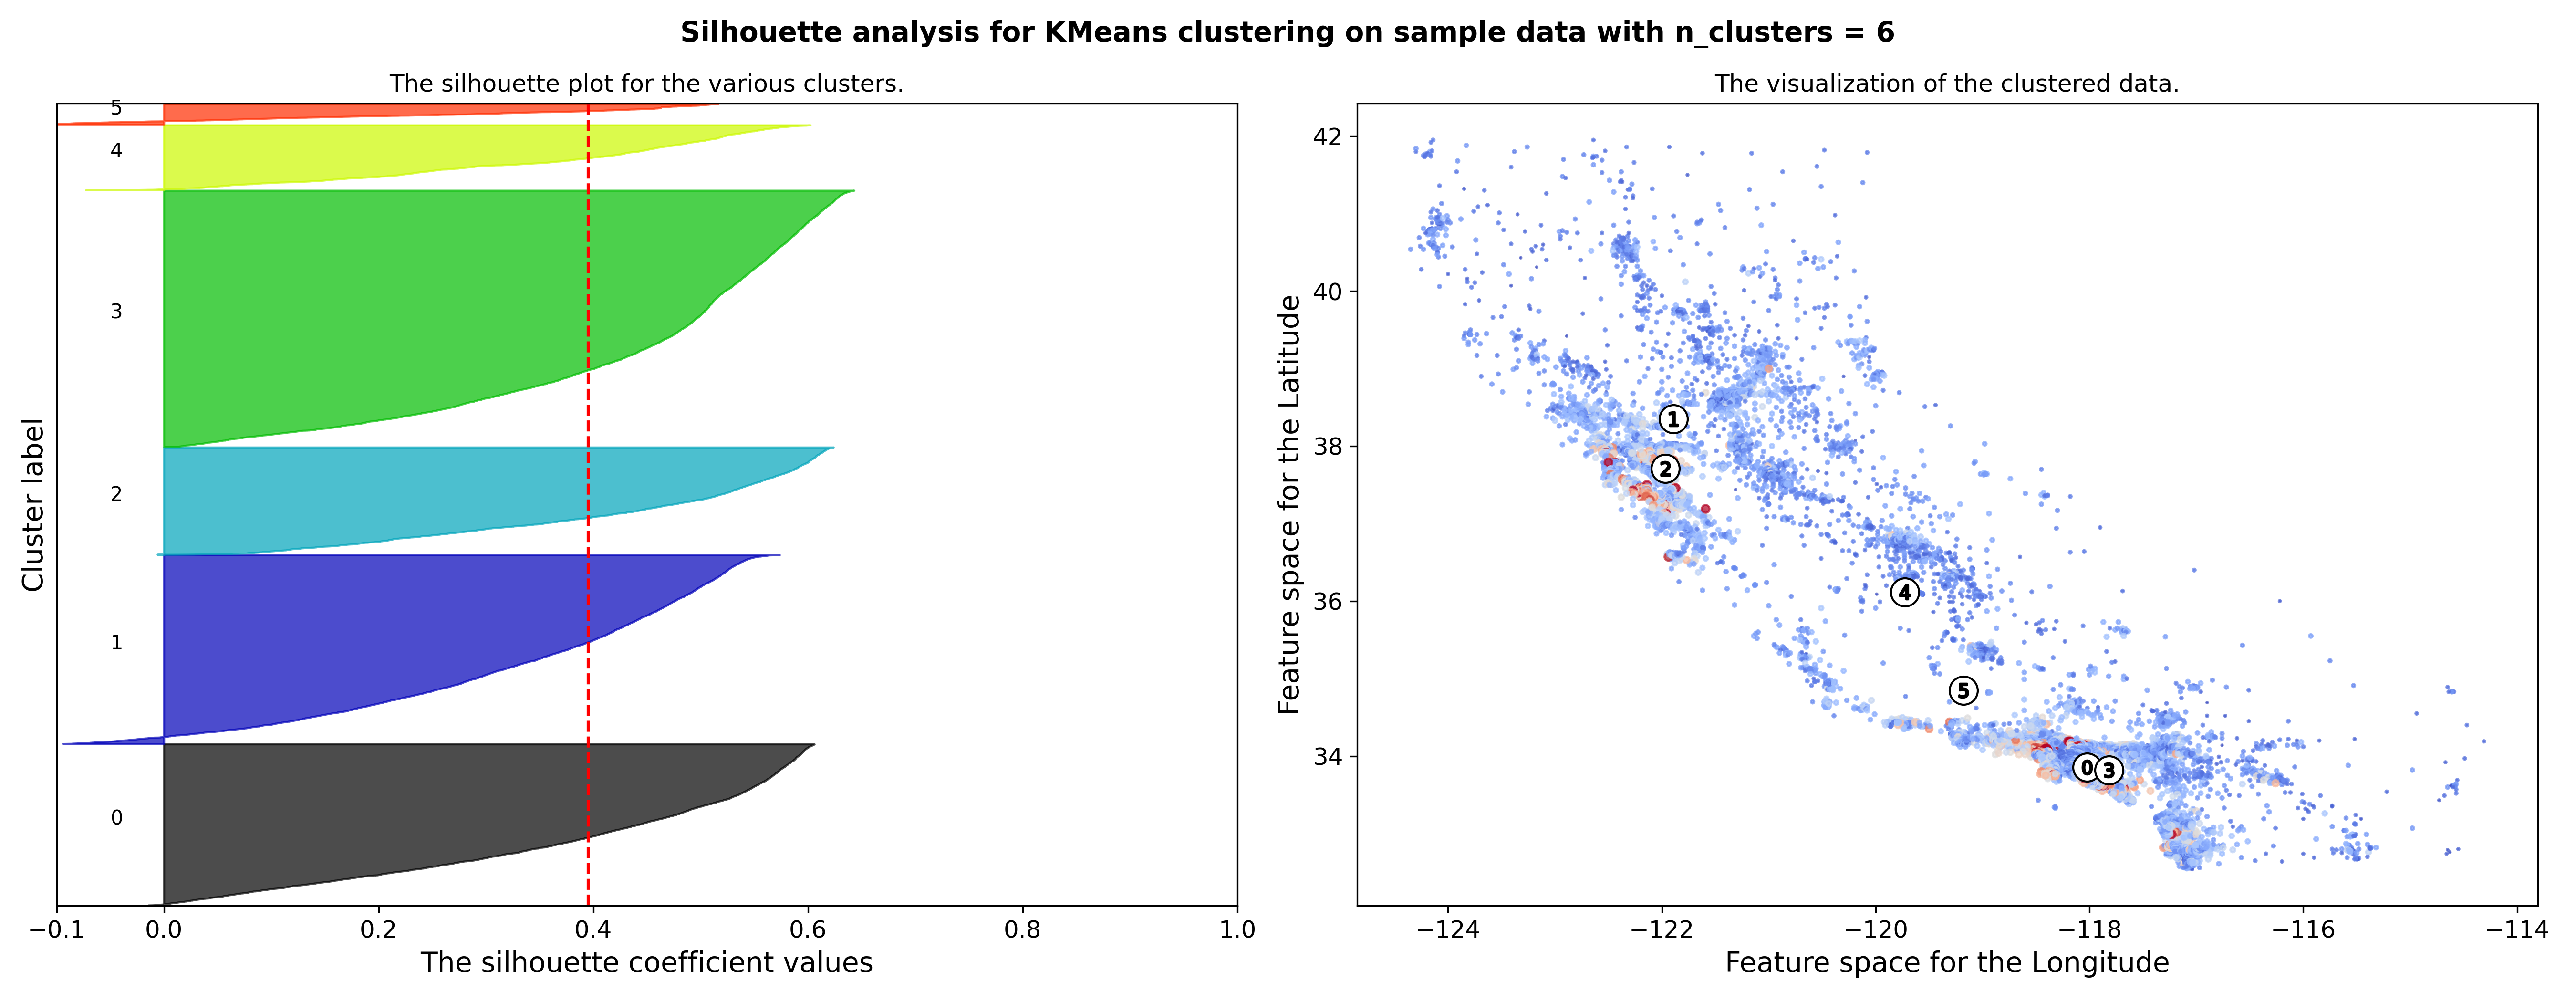 Silhouette analysis for KMeans clustering on sample data with n_clusters = 6
The silhouette plot for the various clusters.
Cluster label
5
4
3
2
1
0
−0.1 0.0 0.2 0.4 0.6 0.8 1.0
The silhouette coefficient values
The visualization of the clustered data.
Feature space for the Latitude
42
40
38
36
34
1
2
4
5
0 3
−124 −122 −120 −118 −116 −114
Feature space for the Longitude